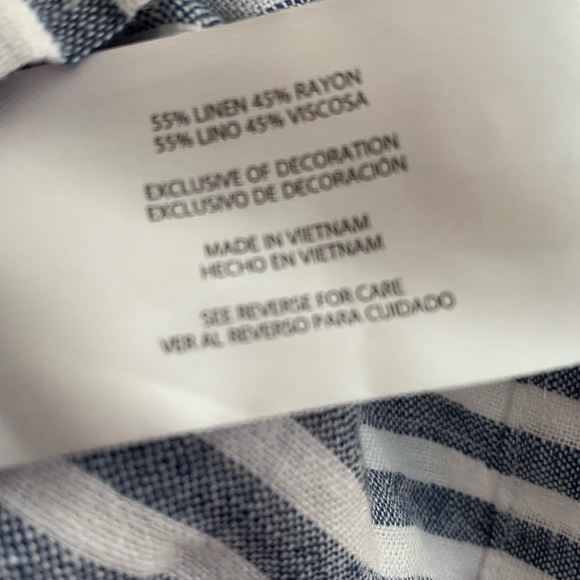 55% LINEN 45% RAYON
55% LINO 45% VISCOSA
EXCLUSIVE OF DECORATION
EXCLUSIVO DE DECORACIÓN
MADE IN VIETNAM
HECHO EN VIETNAM
SEE REVERSE FOR CARE
VER AL REVERSO PARA CUIDADO